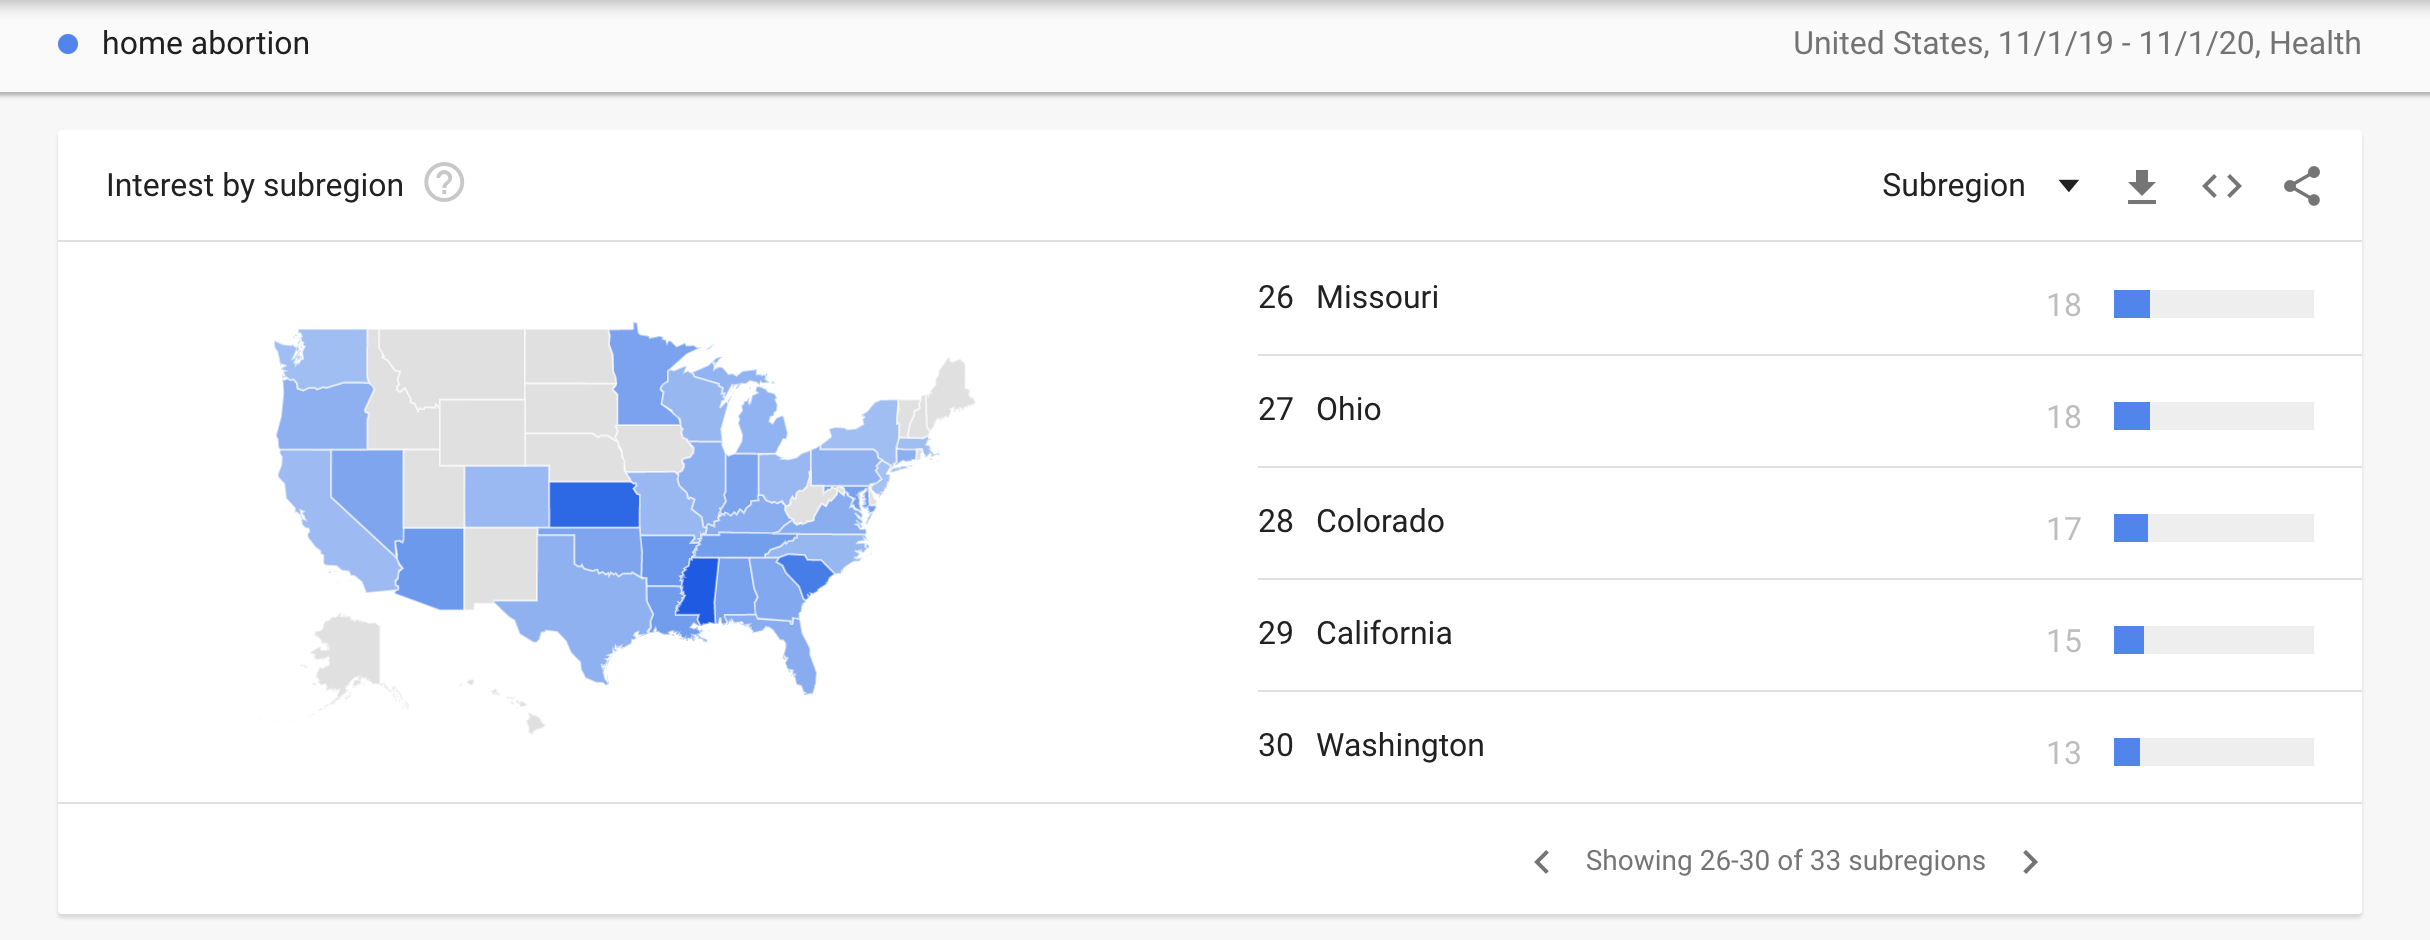 home abortion
United States, 11/1/19 - 11/1/20, Health
Interest by subregion ?
Subregion
26 Missouri 18
27 Ohio 18
28 Colorado 17
29 California 15
30 Washington 13
Showing 26-30 of 33 subregions